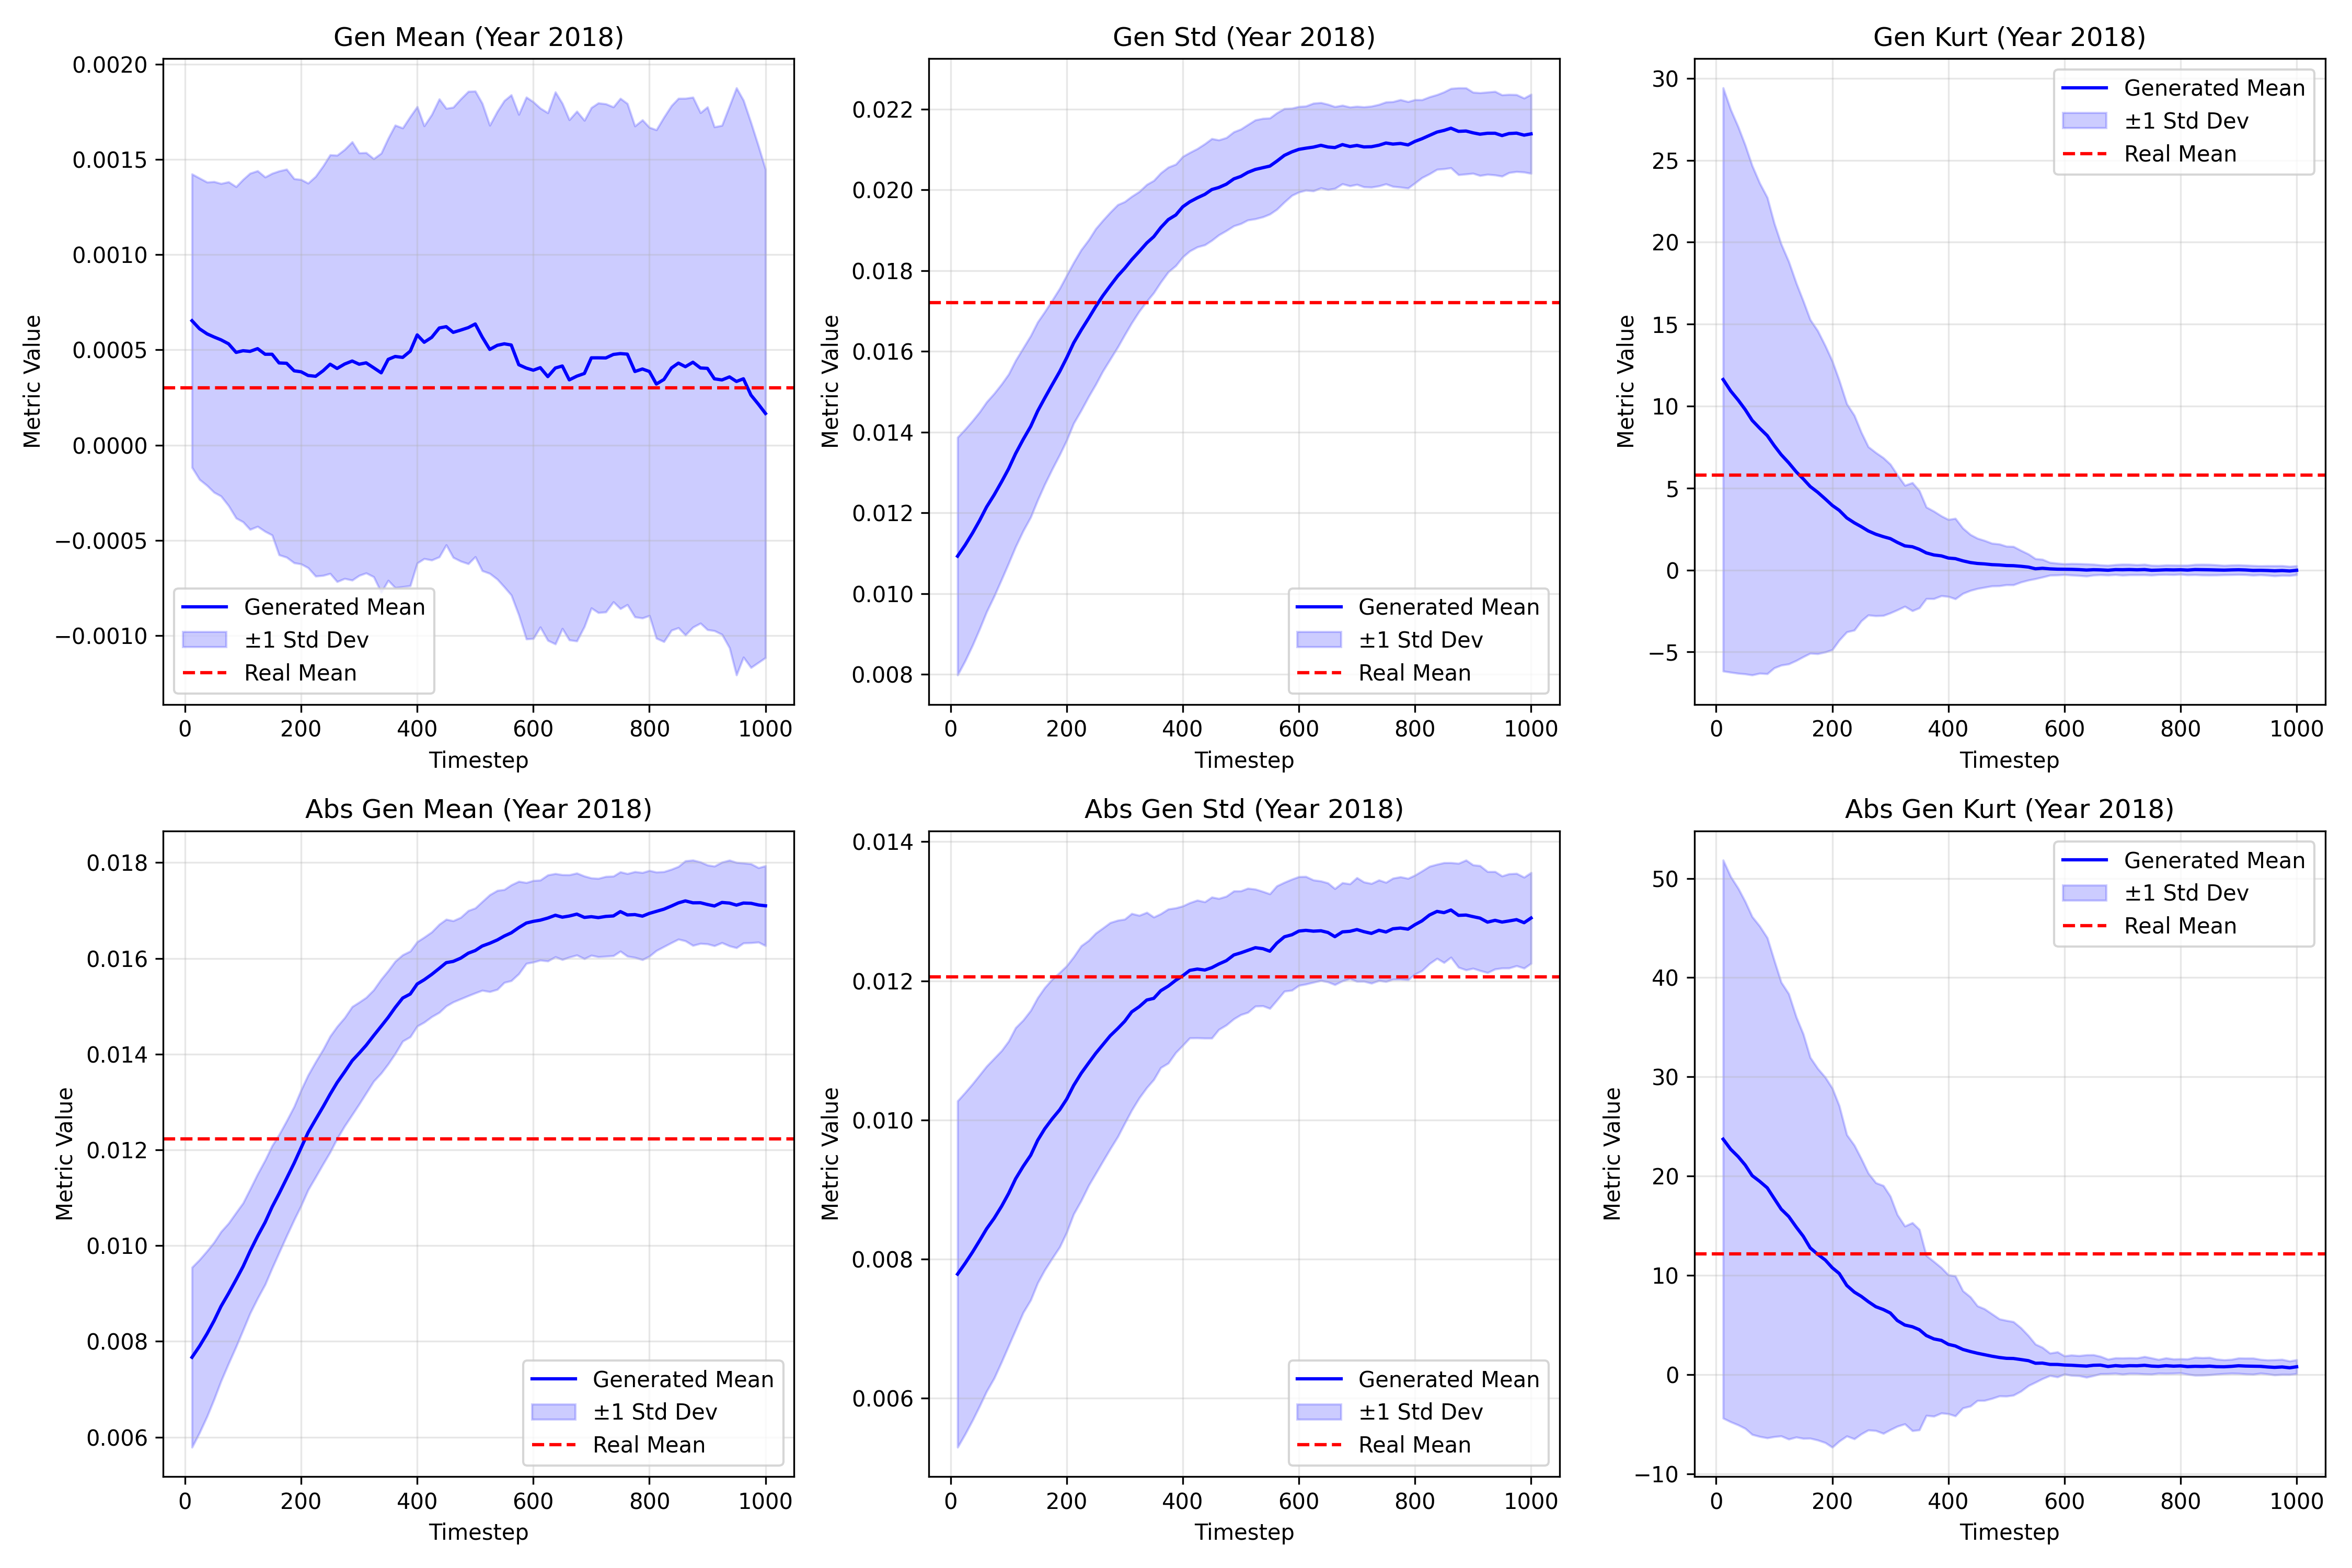 Gen Mean (Year 2018)
0.0020
0.0015
0.0010
0.0005
0.0000
−0.0005
−0.0010
Metric Value
Generated Mean
±1 Std Dev
Real Mean
0 200 400 600 800 1000
Timestep
Gen Std (Year 2018)
0.022
0.020
0.018
0.016
0.014
0.012
0.010
0.008
Metric Value
Generated Mean
±1 Std Dev
Real Mean
0 200 400 600 800 1000
Timestep
Gen Kurt (Year 2018)
30
25
20
15
10
5
0
−5
Metric Value
Generated Mean
±1 Std Dev
Real Mean
0 200 400 600 800 1000
Timestep
Abs Gen Mean (Year 2018)
0.018
0.016
0.014
0.012
0.010
0.008
0.006
Metric Value
Generated Mean
±1 Std Dev
Real Mean
0 200 400 600 800 1000
Timestep
Abs Gen Std (Year 2018)
0.014
0.012
0.010
0.008
0.006
Metric Value
Generated Mean
±1 Std Dev
Real Mean
0 200 400 600 800 1000
Timestep
Abs Gen Kurt (Year 2018)
50
40
30
20
10
0
−10
Metric Value
Generated Mean
±1 Std Dev
Real Mean
0 200 400 600 800 1000
Timestep